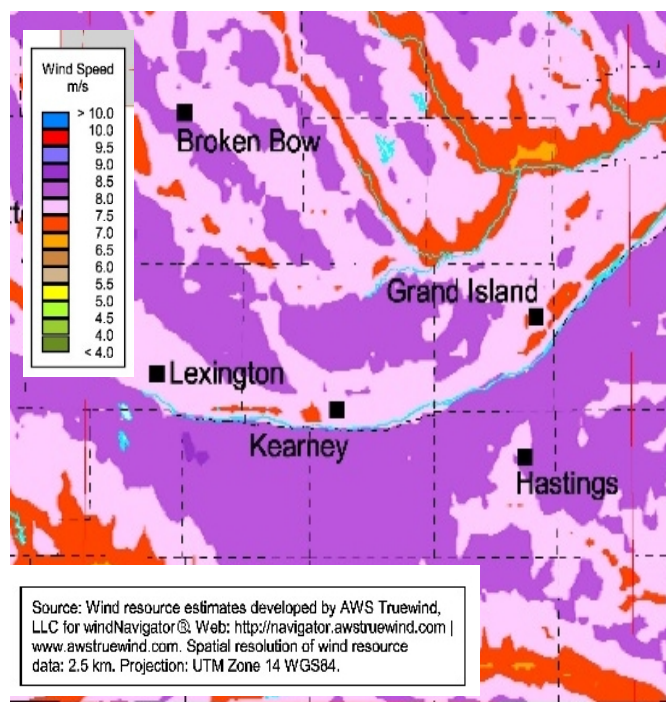 Wind Speed
m/s
> 10.0
10.0
9.5
9.0
8.5
8.0
7.5
7.0
6.5
6.0
5.5
5.0
4.5
4.0
< 4.0
Broken Bow
Grand Island
Lexington
Kearney
Hastings
Source: Wind resource estimates developed by AWS Truewind,
LLC for windNavigator®. Web: http://navigator.awstruewind.com |
www.awstruewind.com. Spatial resolution of wind resource
data: 2.5 km. Projection: UTM Zone 14 WGS84.